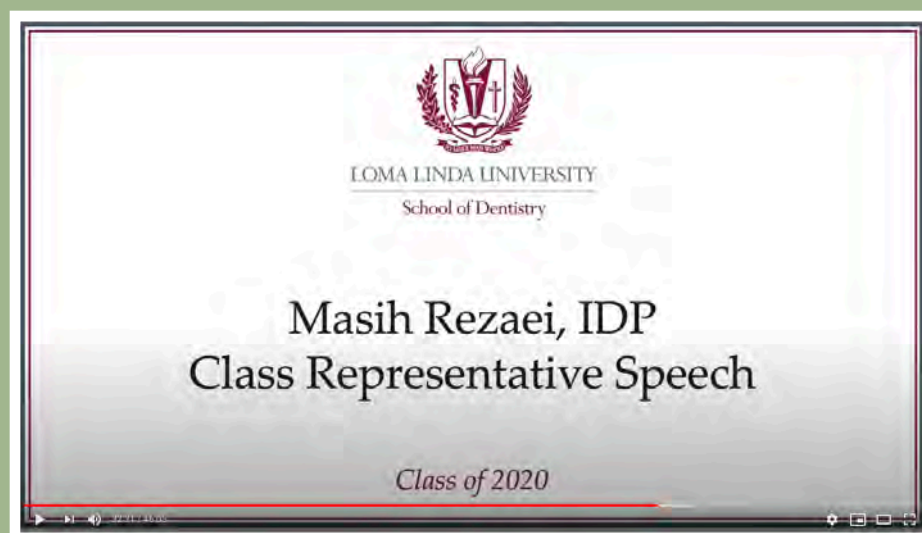 LOMA LINDA UNIVERSITY
School of Dentistry
Masih Rezaei, IDP
Class Representative Speech
Class of 2020